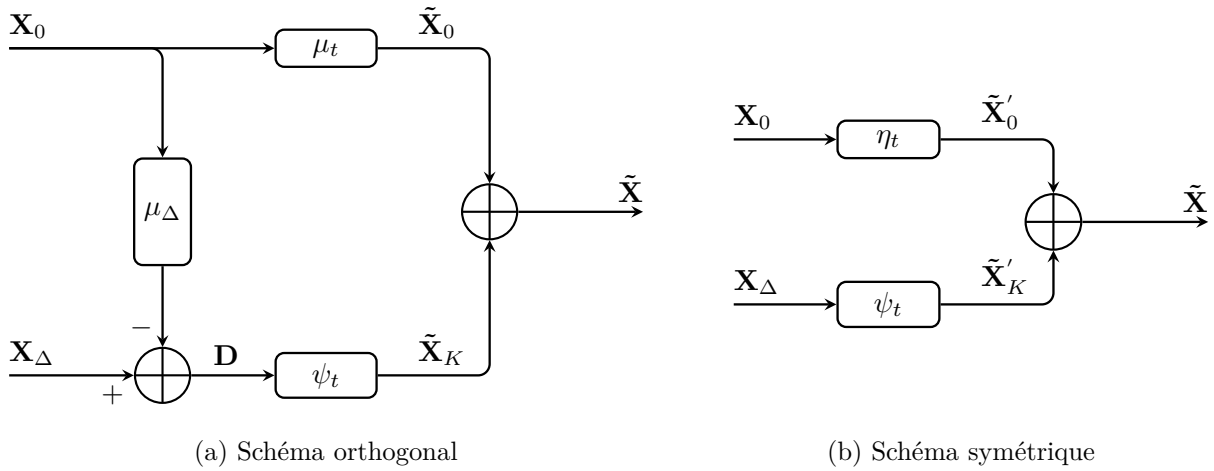 X₀
μₜ
X̃₀
μ_Δ
−
X_Δ
+
D
ψₜ
X̃_K
X̃
(a) Schéma orthogonal
X₀
ηₜ
X̃₀′
X_Δ
ψₜ
X̃_K′
X̃
(b) Schéma symétrique